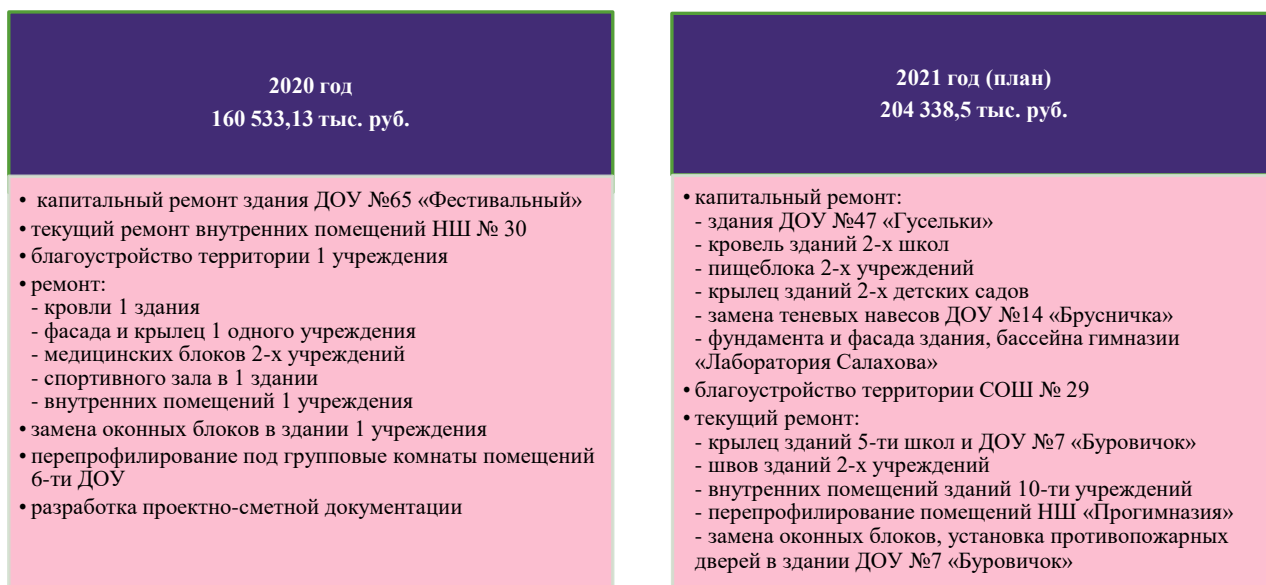 2020 год
160 533,13 тыс. руб.
• капитальный ремонт здания ДОУ №65 «Фестивальный»
• текущий ремонт внутренних помещений НШ № 30
• благоустройство территории 1 учреждения
• ремонт:
- кровли 1 здания
- фасада и крылец 1 одного учреждения
- медицинских блоков 2-х учреждений
- спортивного зала в 1 здании
- внутренних помещений 1 учреждения
• замена оконных блоков в здании 1 учреждения
• перепрофилирование под групповые комнаты помещений
6-ти ДОУ
• разработка проектно-сметной документации
2021 год (план)
204 338,5 тыс. руб.
• капитальный ремонт:
- здания ДОУ №47 «Гусельки»
- кровель зданий 2-х школ
- пищеблока 2-х учреждений
- крылец зданий 2-х детских садов
- замена теневых навесов ДОУ №14 «Брусничка»
- фундамента и фасада здания, бассейна гимназии
«Лаборатория Салахова»
• благоустройство территории СОШ № 29
• текущий ремонт:
- крылец зданий 5-ти школ и ДОУ №7 «Буровичок»
- швов зданий 2-х учреждений
- внутренних помещений зданий 10-ти учреждений
- перепрофилирование помещений НШ «Прогимназия»
- замена оконных блоков, установка противопожарных
дверей в здании ДОУ №7 «Буровичок»